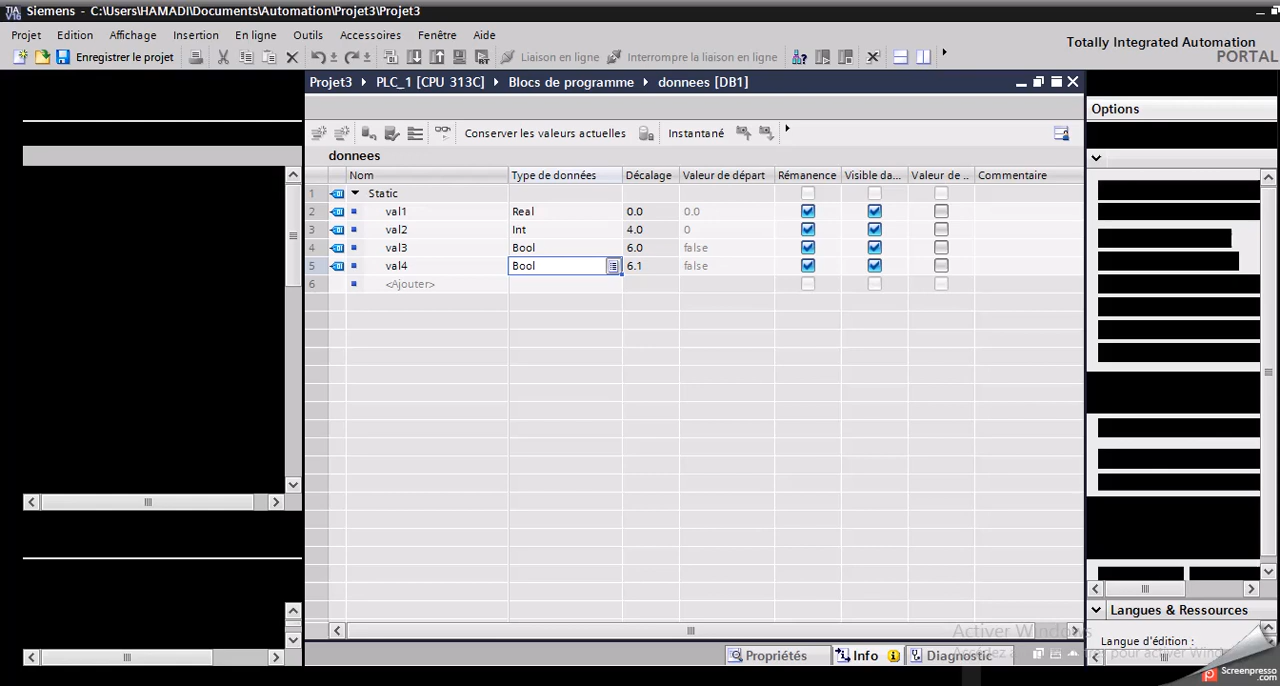 TIA V16 Siemens - C:\Users\HAMADI\Documents\Automation\Projet3\Projet3
Projet Edition Affichage Insertion En ligne Outils Accessoires Fenêtre Aide
Enregistrer le projet Liaison en ligne Interrompre la liaison en ligne
Totally Integrated Automation
PORTAL
Projet3 PLC_1 [CPU 313C] Blocs de programme donnees [DB1]
Options
Conserver les valeurs actuelles Instantané
donnees
Nom Type de données Décalage Valeur de départ Rémanence Visible da... Valeur de .. Commentaire
1 Static
2 val1 Real 0.0 0.0
3 val2 Int 4.0 0
4 val3 Bool 6.0 false
5 val4 Bool 6.1 false
6 <Ajouter>
Langues & Ressources
Activer Windows
Langue d'édition :
Propriétés Info Diagnostic
pour activer
Screenpresso
.com